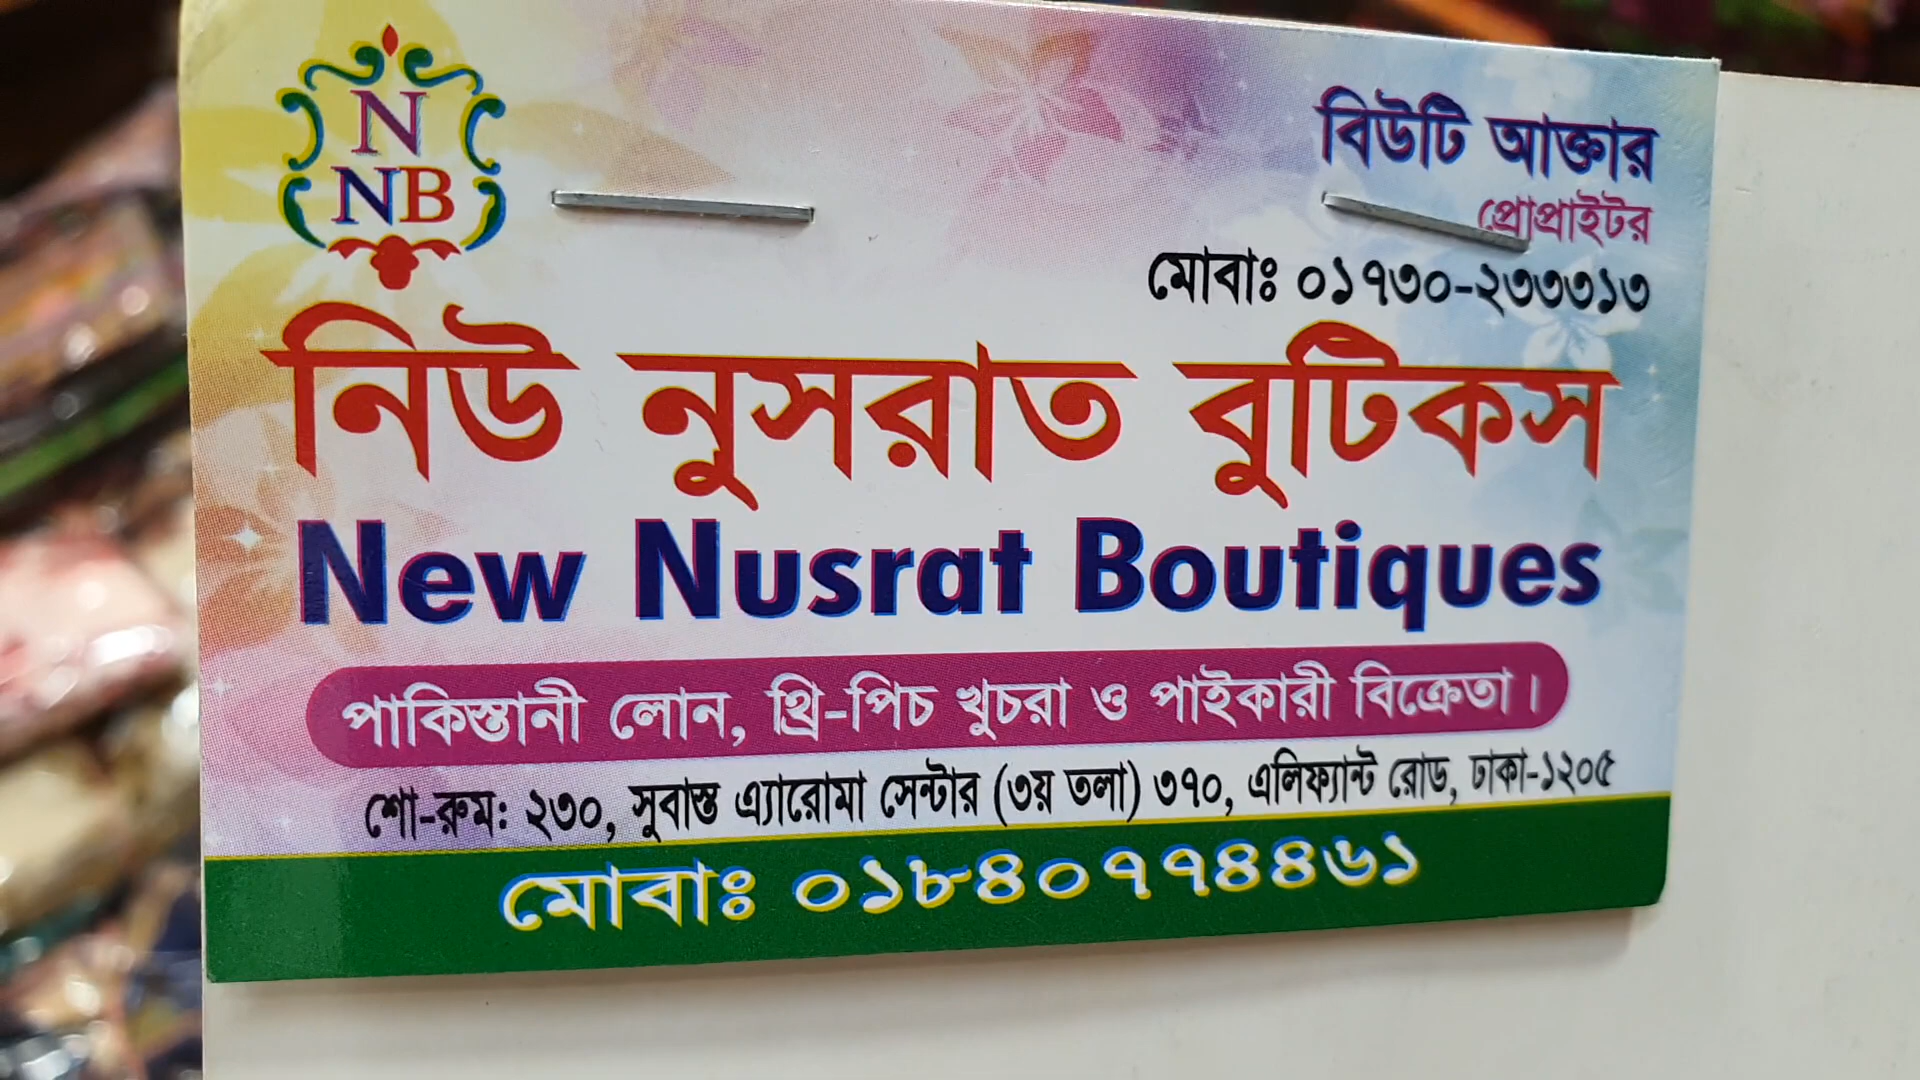 N
NB
বিউটি আক্তার
প্রোপ্রাইটর
মোবাঃ ০১৭৩০-২৩৩৩১৩
নিউ নুসরাত বুটিকস
New Nusrat Boutiques
পাকিস্তানী লোন, থ্রি-পিচ খুচরা ও পাইকারী বিক্রেতা।
শো-রুম: ২৩০, সুবাস্ত এ্যারোমা সেন্টার (৩য় তলা) ৩৭০, এলিফ্যান্ট রোড, ঢাকা-১২০৫
মোবাঃ ০১৮৪০৭৭৪৪৬১